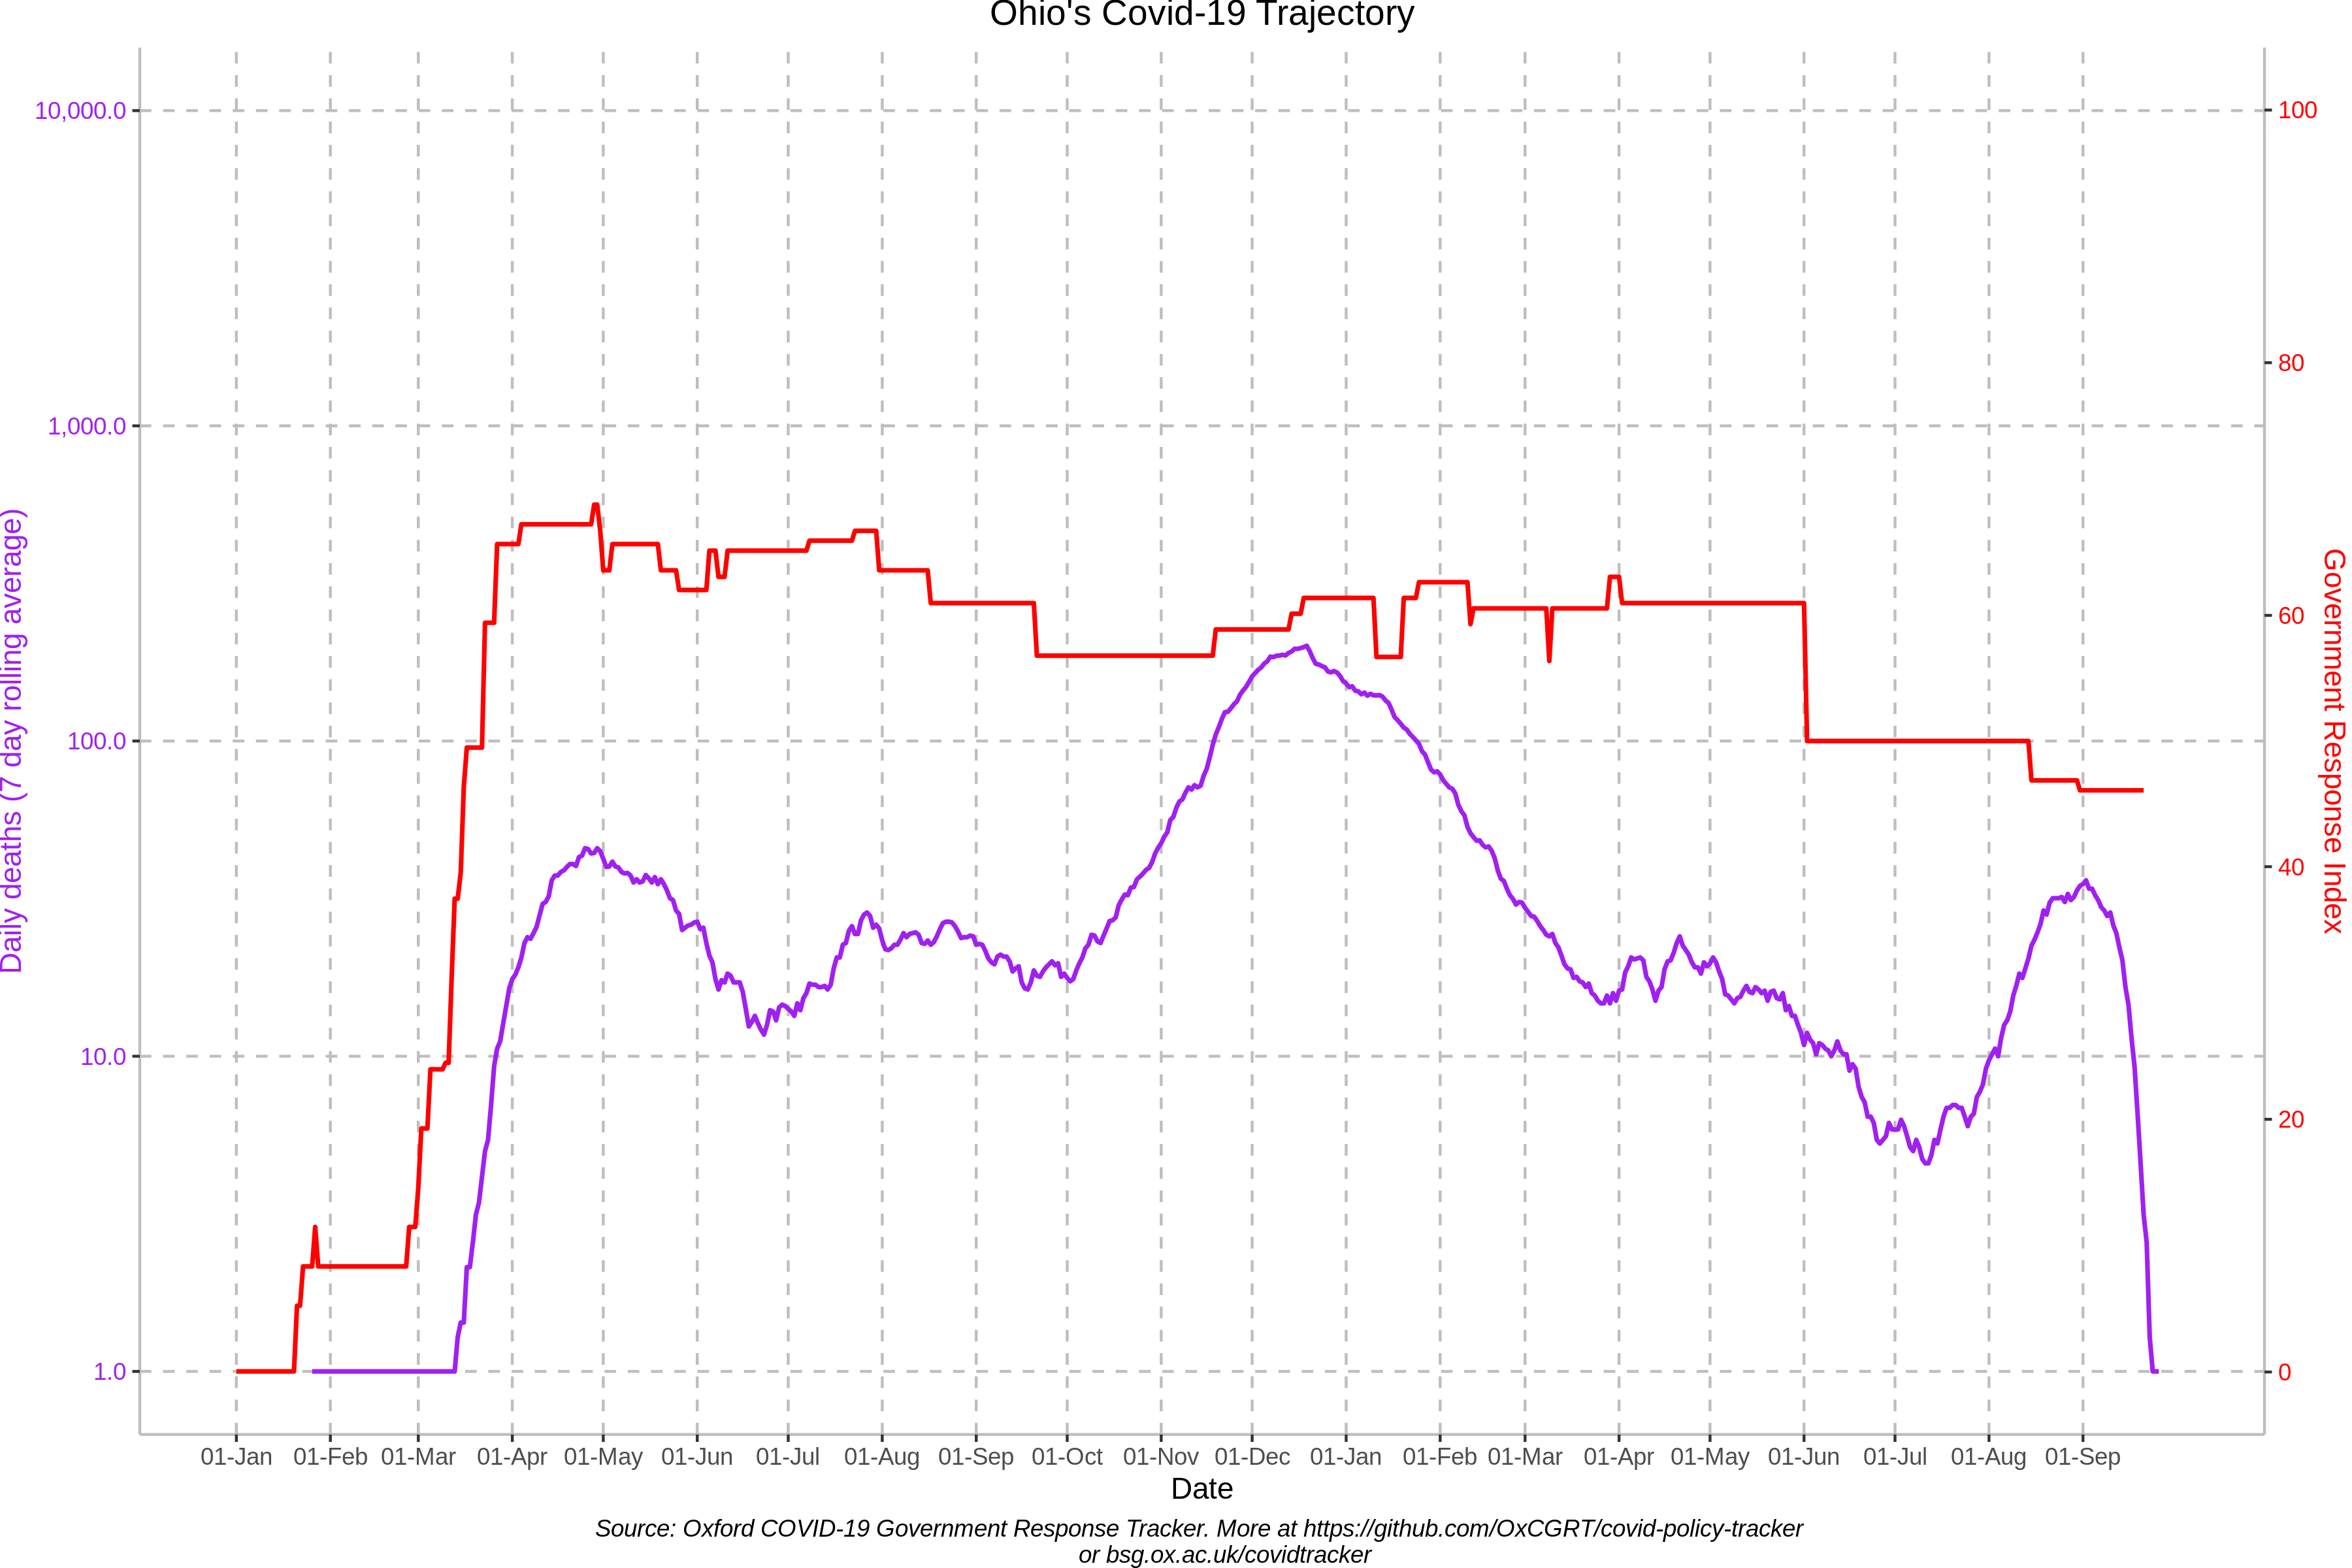 Ohio's Covid-19 Trajectory
10,000.0
1,000.0
100.0
10.0
1.0
Daily deaths (7 day rolling average)
100
80
60
40
20
0
Government Response Index
01-Jan 01-Feb 01-Mar 01-Apr 01-May 01-Jun 01-Jul 01-Aug 01-Sep 01-Oct 01-Nov 01-Dec 01-Jan 01-Feb 01-Mar 01-Apr 01-May 01-Jun 01-Jul 01-Aug 01-Sep
Date
Source: Oxford COVID-19 Government Response Tracker. More at https://github.com/OxCGRT/covid-policy-tracker
or bsg.ox.ac.uk/covidtracker